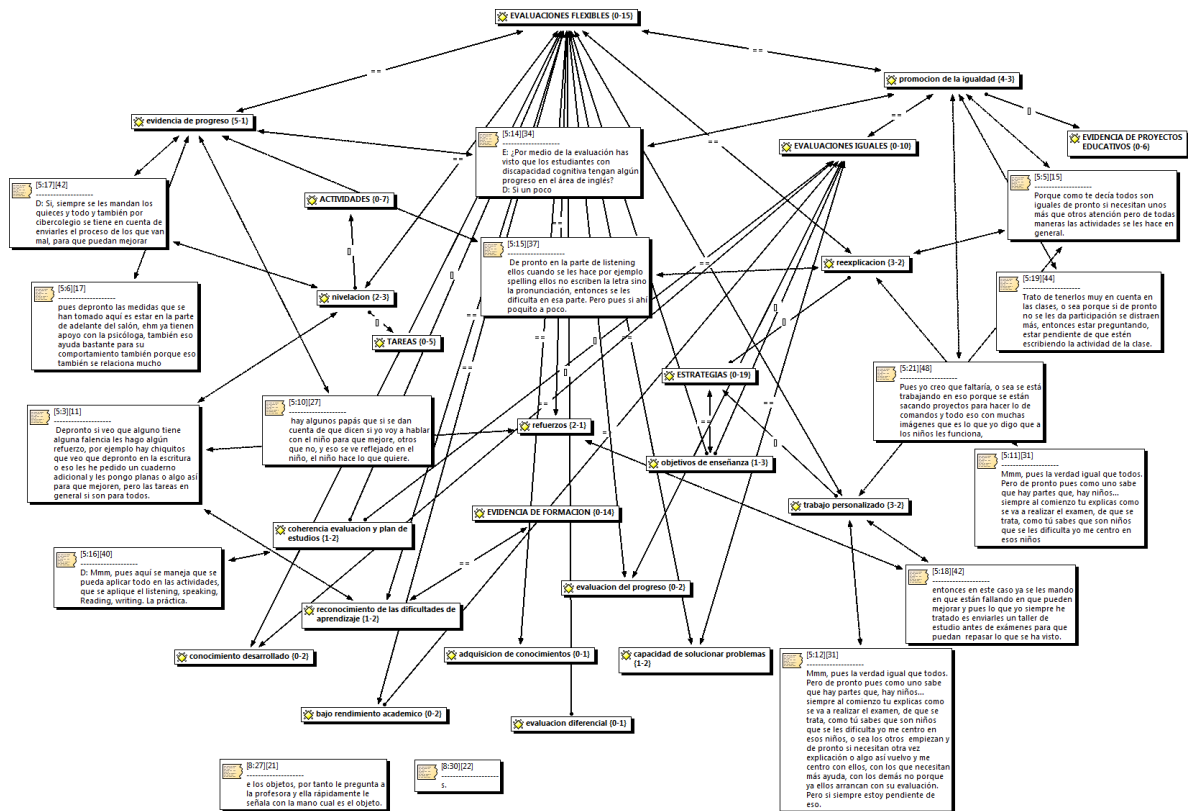 EVALUACIONES FLEXIBLES {0-15}
promocion de la igualdad {4-3}
evidencia de progreso {5-1}
[5:14][34]
--------------------
E: ¿Por medio de la evaluación has
visto que los estudiantes con
discapacidad cognitiva tengan algún
progreso en el área de inglés?
D: Si un poco
EVALUACIONES IGUALES {0-10}
EVIDENCIA DE PROYECTOS
EDUCATIVOS {0-6}
[5:17][42]
--------------------
D: Si, siempre se les mandan los
quieces y todo y también por
cibercolegio se tiene en cuenta de
enviarles el proceso de los que van
mal, para que puedan mejorar
ACTIVIDADES {0-7}
[5:5][15]
--------------------
Porque como te decía todos son
iguales de pronto si necesitan unos
más que otros atención pero de todas
maneras las actividades se les hace en
general.
[5:15][37]
--------------------
De pronto en la parte de listening
ellos cuando se les hace por ejemplo
spelling ellos no escriben la letra sino
la pronunciación, entonces se les
dificulta en esa parte. Pero pues si ahí
poquito a poco.
reexplicacion {3-2}
[5:6][17]
--------------------
pues depronto las medidas que se
han tomado aquí es estar en la parte
de adelante del salón, ehm ya tienen
apoyo con la psicóloga, también eso
ayuda bastante para su
comportamiento también porque eso
también se relaciona mucho
nivelacion {2-3}
[5:19][44]
--------------------
Trato de tenerlos muy en cuenta en
las clases, o sea porque si de pronto
no se les da participación se distraen
más, entonces estar preguntando,
estar pendiente de que estén
escribiendo la actividad de la clase.
TAREAS {0-5}
ESTRATEGIAS {0-19}
[5:21][48]
--------------------
Pues yo creo que faltaría, o sea se está
trabajando en eso porque se están
sacando proyectos para hacer lo de
comandos y todo eso con muchas
imágenes que es lo que yo digo que a
los niños les funciona,
[5:3][11]
--------------------
Depronto si veo que alguno tiene
alguna falencia les hago algún
refuerzo, por ejemplo hay chiquitos
que veo que depronto en la escritura
o eso les he pedido un cuaderno
adicional y les pongo planas o algo así
para que mejoren, pero las tareas en
general si son para todos.
[5:10][27]
--------------------
hay algunos papás que si se dan
cuenta de que dicen si yo voy a hablar
con el niño para que mejore, otros
que no, y eso se ve reflejado en el
niño, el niño hace lo que quiere.
refuerzos {2-1}
objetivos de enseñanza {1-3}
[5:11][31]
--------------------
Mmm, pues la verdad igual que todos.
Pero de pronto pues como uno sabe
que hay partes que, hay niños...
siempre al comienzo tu explicas como
se va a realizar el examen, de que se
trata, como tú sabes que son niños
que se les dificulta yo me centro en
esos niños
trabajo personalizado {3-2}
EVIDENCIA DE FORMACION {0-14}
coherencia evaluacion y plan de
estudios {1-2}
[5:16][40]
--------------------
D: Mmm, pues aquí se maneja que se
pueda aplicar todo en las actividades,
que se aplique el listening, speaking,
Reading, writing. La práctica.
evaluacion del progreso {0-2}
[5:18][42]
--------------------
entonces en este caso ya se les mando
en que están fallando en que pueden
mejorar y pues lo que yo siempre he
tratado es enviarles un taller de
estudio antes de exámenes para que
puedan  repasar lo que se ha visto.
reconocimiento de las dificultades de
aprendizaje {1-2}
conocimiento desarrollado {0-2}
adquisicion de conocimientos {0-1}
capacidad de solucionar problemas
{1-2}
[5:12][31]
--------------------
Mmm, pues la verdad igual que todos.
Pero de pronto pues como uno sabe
que hay partes que, hay niños...
siempre al comienzo tu explicas como
se va a realizar el examen, de que se
trata, como tú sabes que son niños
que se les dificulta yo me centro en
esos niños, o sea los otros  empiezan y
de pronto si necesitan otra vez
explicación o algo así vuelvo y me
centro con ellos, con los que necesitan
más ayuda, con los demás no porque
ya ellos arrancan con su evaluación.
Pero si siempre estoy pendiente de
eso.
bajo rendimiento academico {0-2}
evaluacion diferencial {0-1}
[8:27][21]
--------------------
e los objetos, por tanto le pregunta a
la profesora y ella rápidamente le
señala con la mano cual es el objeto.
[8:30][22]
--------------------
s.